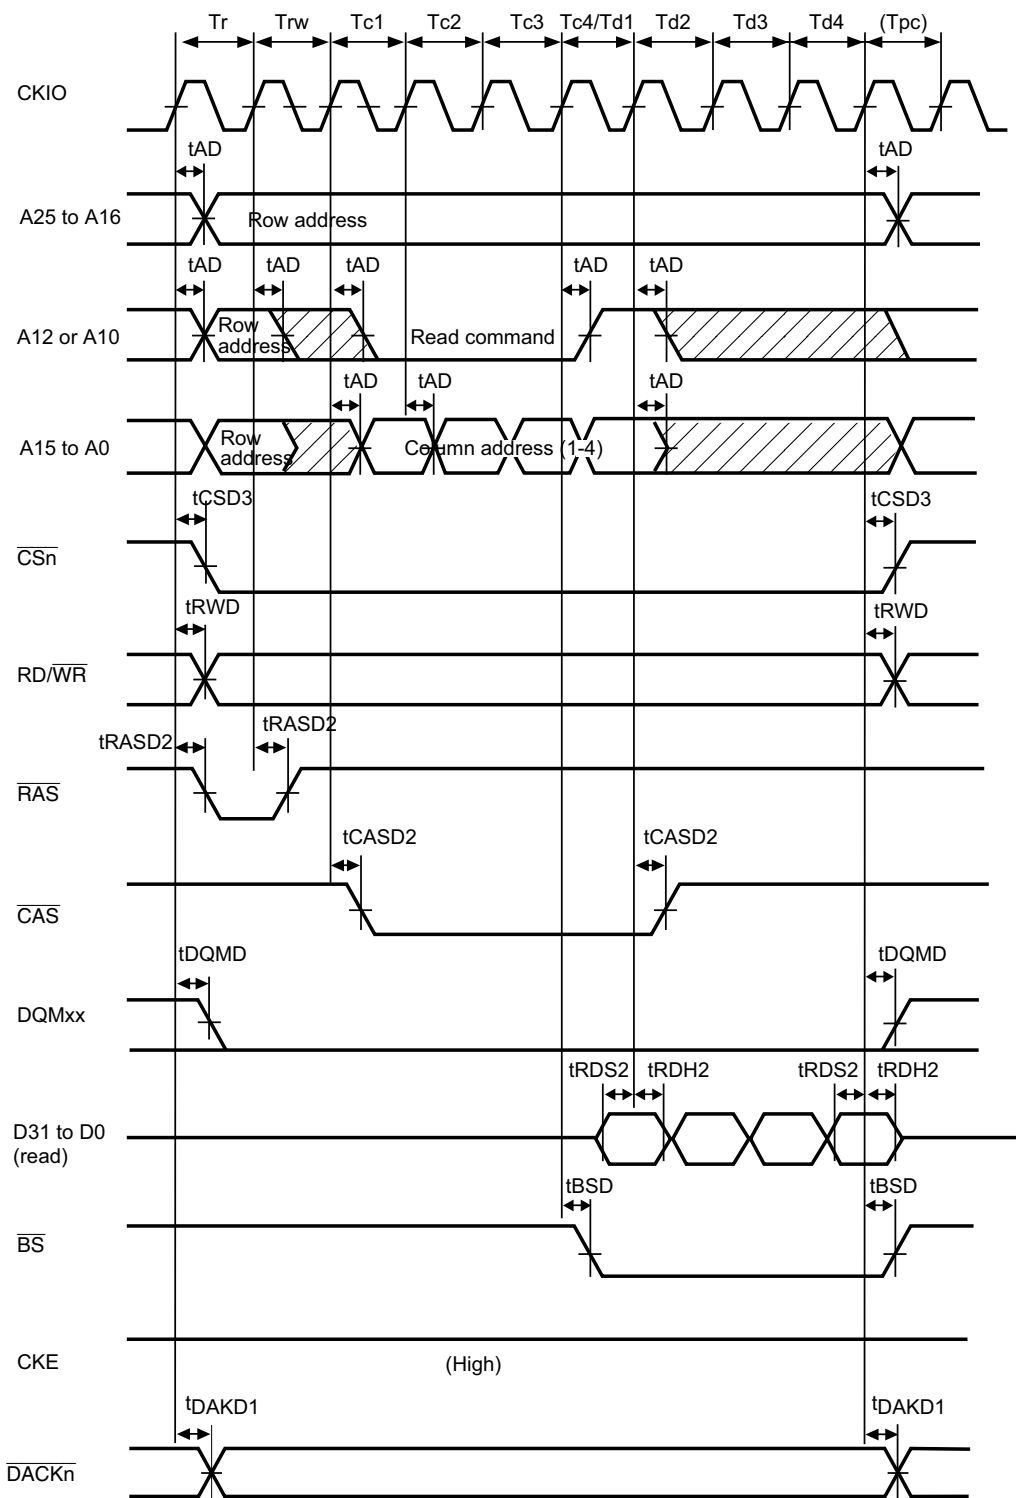 Tr Trw Tc1 Tc2 Tc3 Tc4/Td1 Td2 Td3 Td4 (Tpc)
CKIO
tAD tAD
A25 to A16 Row address
tAD tAD tAD tAD tAD
A12 or A10 Row address Read command
tAD tAD tAD
A15 to A0 Row address Column address (1-4)
tCSD3 tCSD3
CSn
tRWD tRWD
RD/WR
tRASD2 tRASD2
RAS
tCASD2 tCASD2
CAS
tDQMD tDQMD
DQMxx
tRDS2 tRDH2 tRDS2 tRDH2
D31 to D0
(read)
tBSD tBSD
BS
CKE (High)
tDAKD1 tDAKD1
DACKn